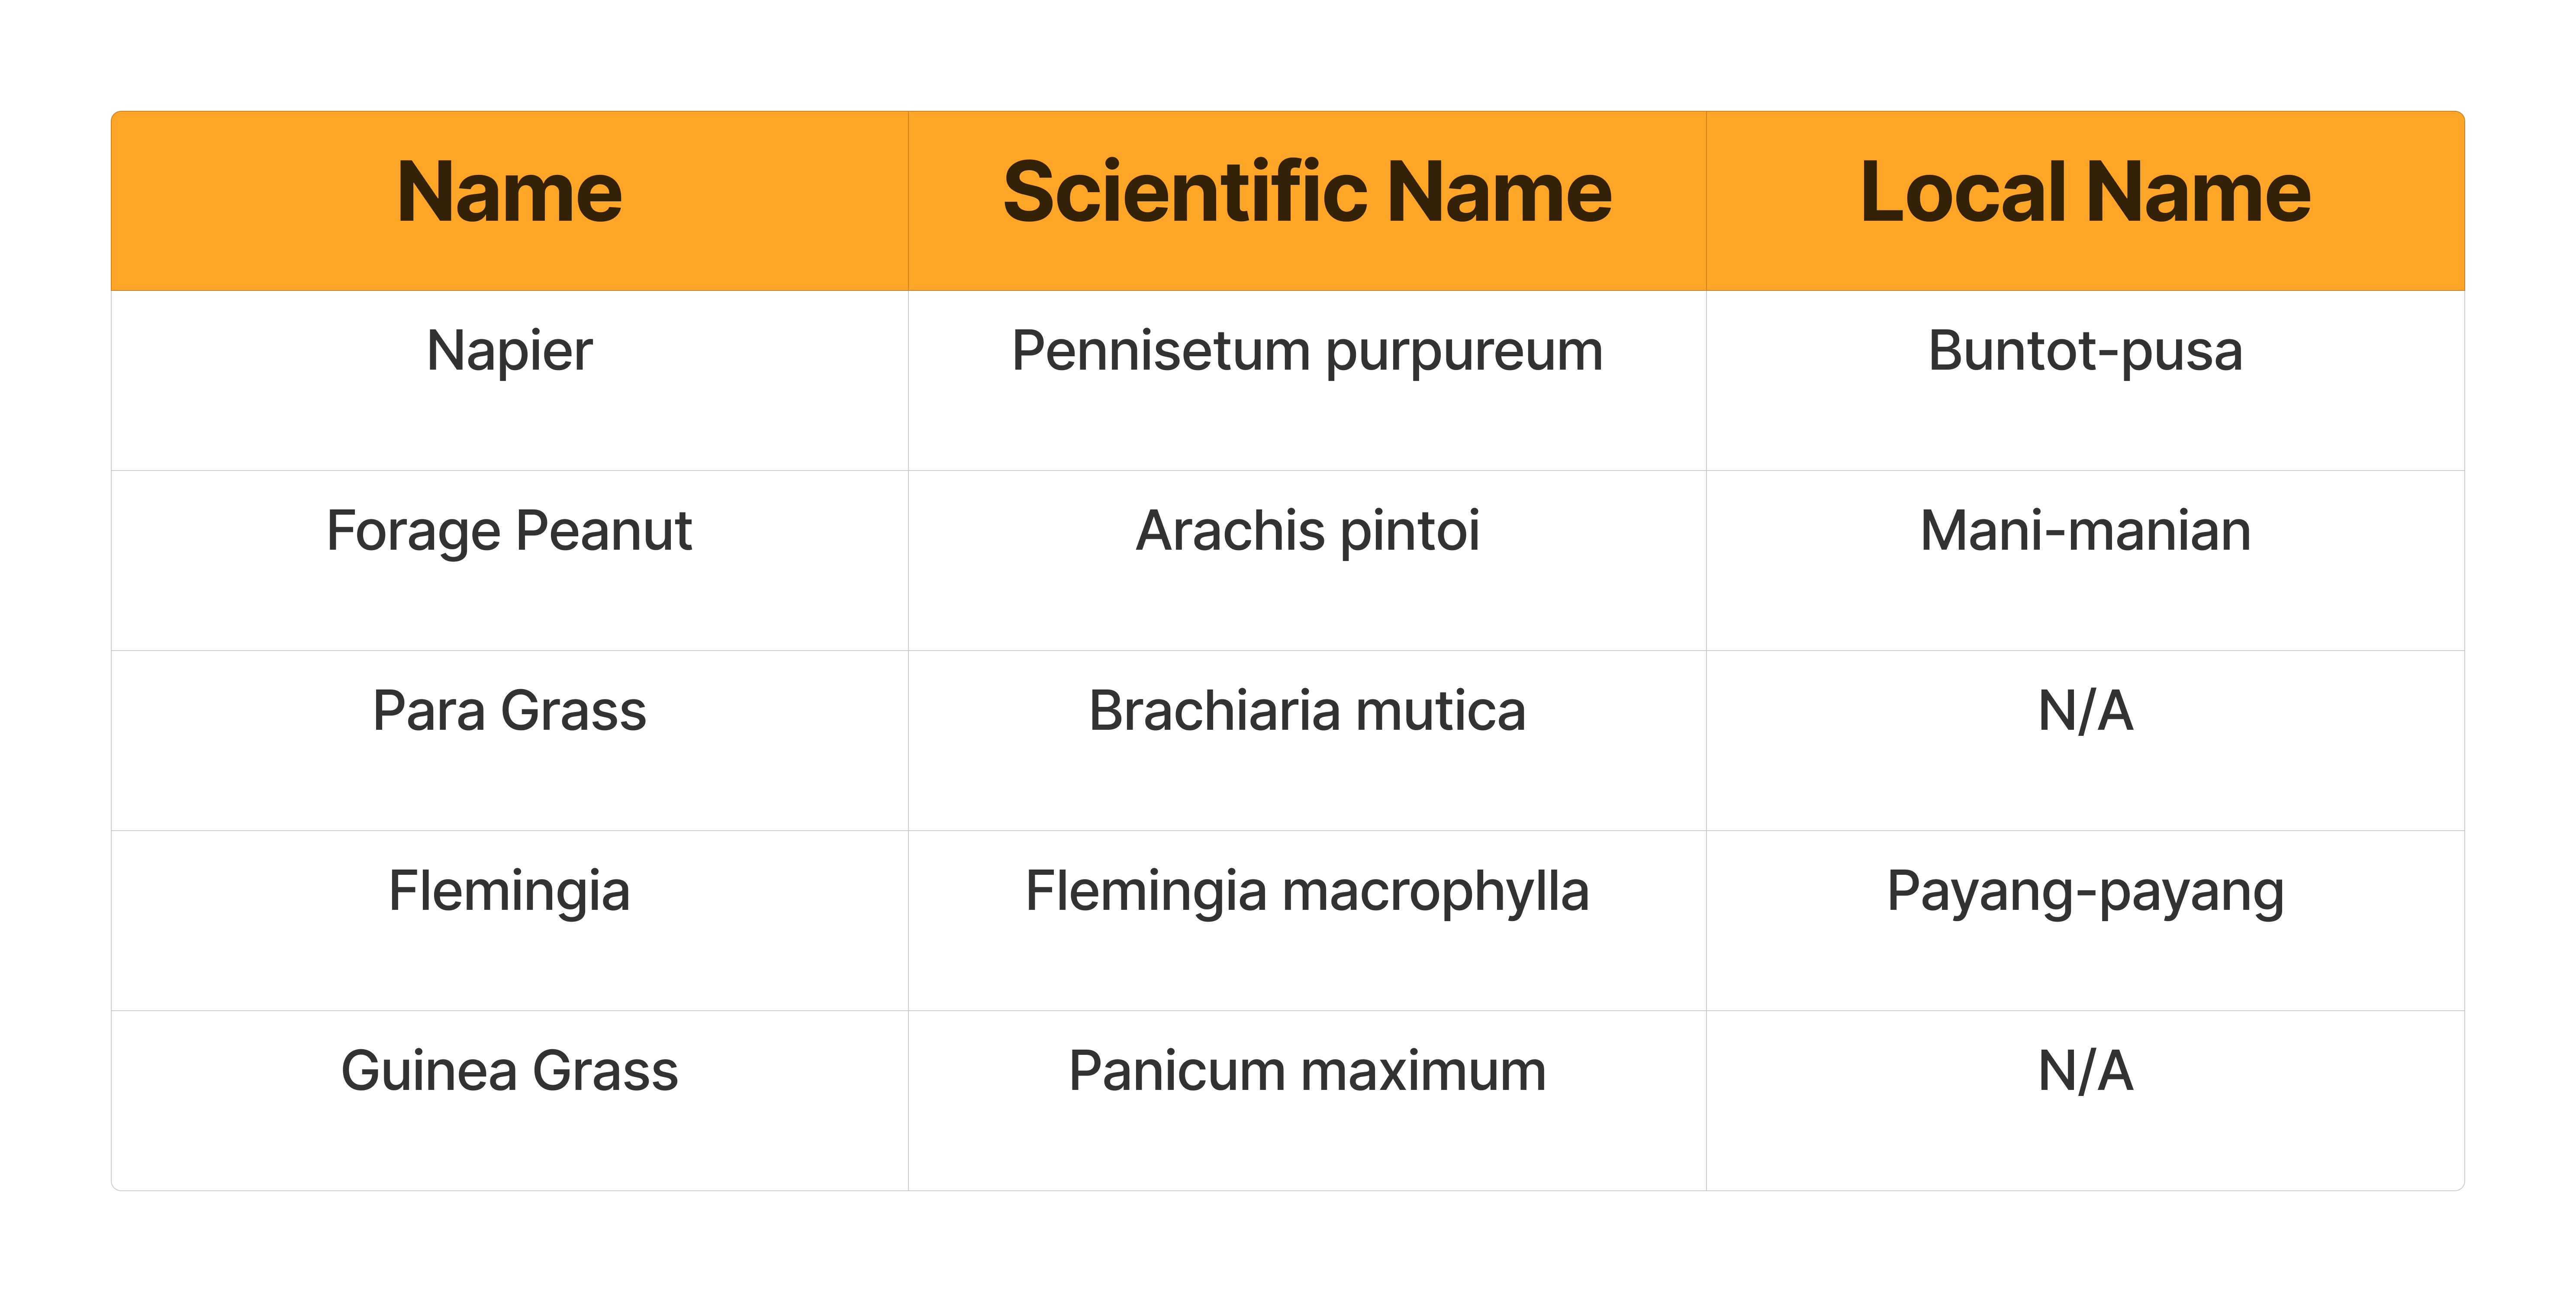 Name Scientific Name Local Name
Napier Pennisetum purpureum Buntot-pusa
Forage Peanut Arachis pintoi Mani-manian
Para Grass Brachiaria mutica N/A
Flemingia Flemingia macrophylla Payang-payang
Guinea Grass Panicum maximum N/A